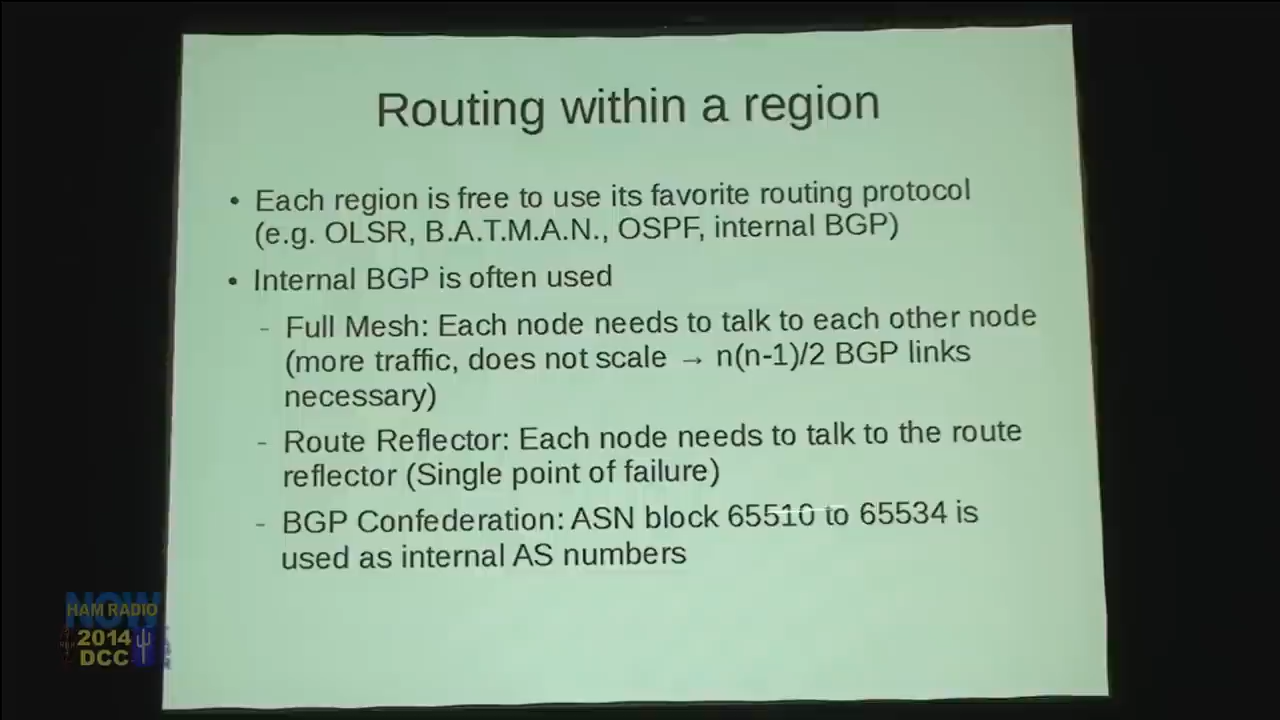 Routing within a region
• Each region is free to use its favorite routing protocol
(e.g. OLSR, B.A.T.M.A.N., OSPF, internal BGP)
• Internal BGP is often used
- Full Mesh: Each node needs to talk to each other node
(more traffic, does not scale → n(n-1)/2 BGP links
necessary)
- Route Reflector: Each node needs to talk to the route
reflector (Single point of failure)
- BGP Confederation: ASN block 65510 to 65534 is
used as internal AS numbers
NOW
HAM RADIO
2014
DCC